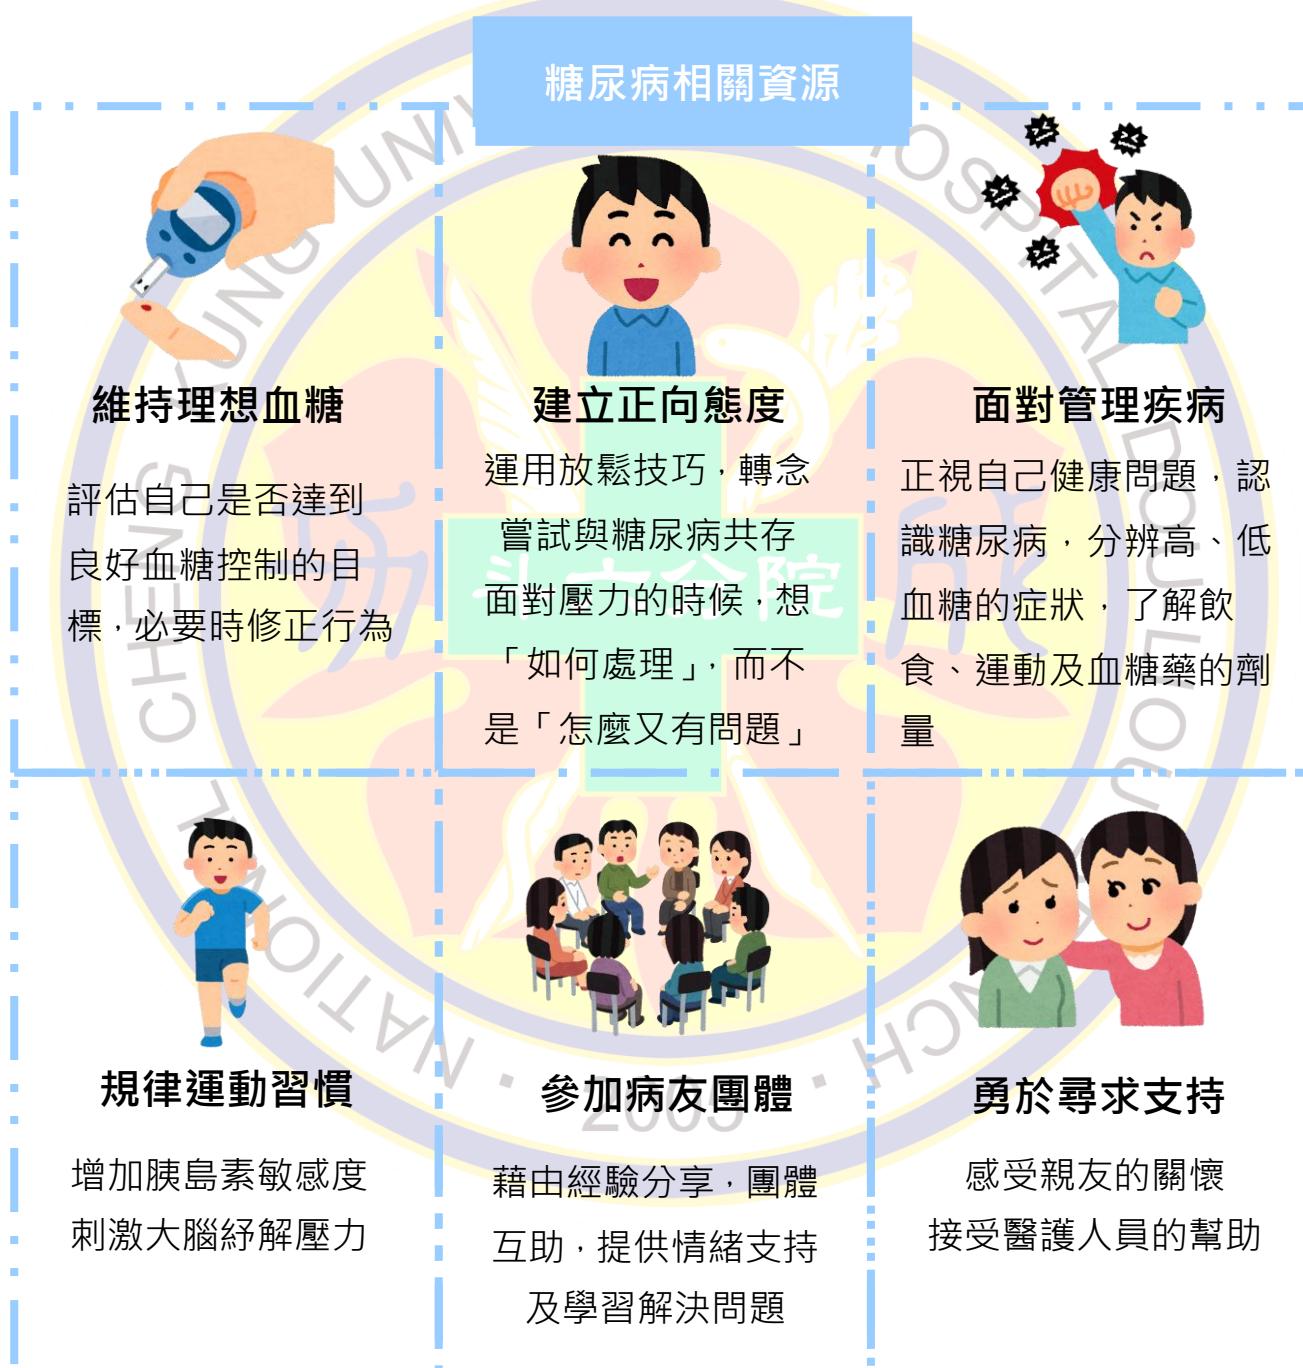 糖尿病相關資源
維持理想血糖
評估自己是否達到
良好血糖控制的目
標，必要時修正行為
建立正向態度
運用放鬆技巧，轉念
嘗試與糖尿病共存
面對壓力的時候，想
「如何處理」，而不
是「怎麼又有問題」
面對管理疾病
正視自己健康問題，認
識糖尿病，分辨高、低
血糖的症狀，了解飲
食、運動及血糖藥的劑
量
規律運動習慣
增加胰島素敏感度
刺激大腦紓解壓力
參加病友團體
藉由經驗分享，團體
互助，提供情緒支持
及學習解決問題
勇於尋求支持
感受親友的關懷
接受醫護人員的幫助
斗六分院
成功
2005